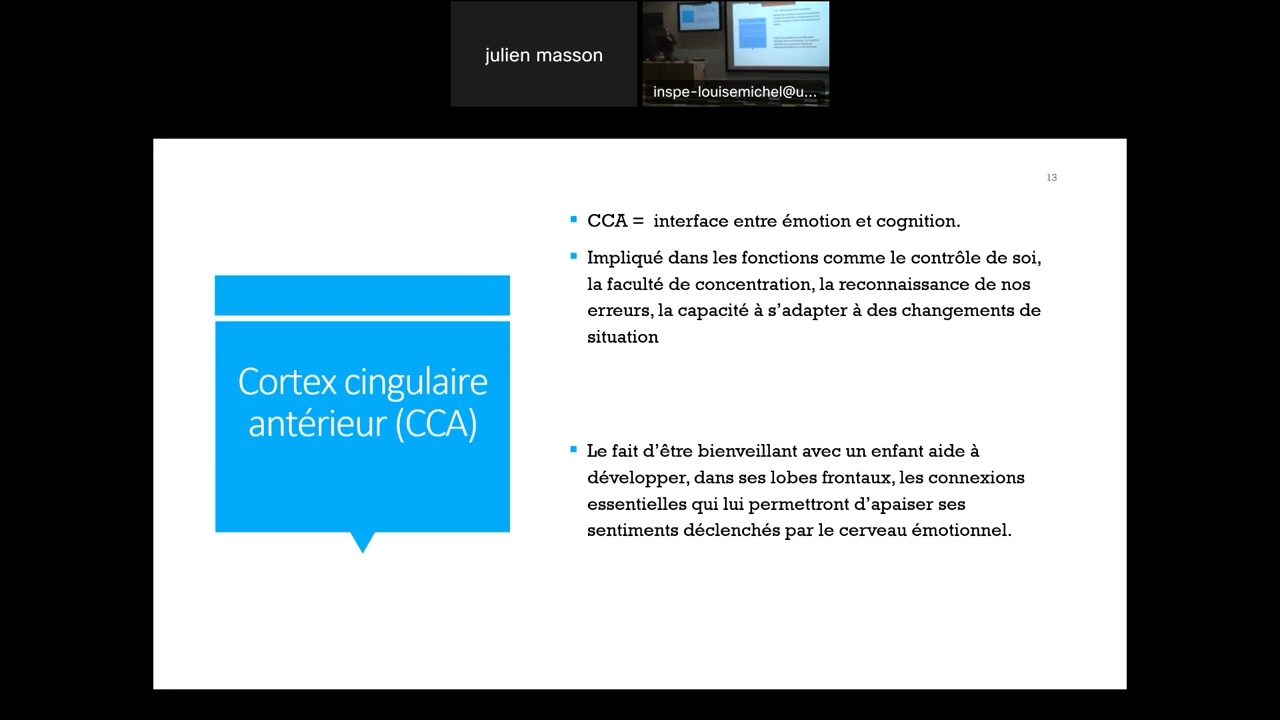 julien masson
inspe-louisemichel@u...
13
Cortex cingulaire
antérieur (CCA)
▪ CCA = interface entre émotion et cognition.
▪ Impliqué dans les fonctions comme le contrôle de soi,
la faculté de concentration, la reconnaissance de nos
erreurs, la capacité à s’adapter à des changements de
situation
▪ Le fait d’être bienveillant avec un enfant aide à
développer, dans ses lobes frontaux, les connexions
essentielles qui lui permettront d’apaiser ses
sentiments déclenchés par le cerveau émotionnel.